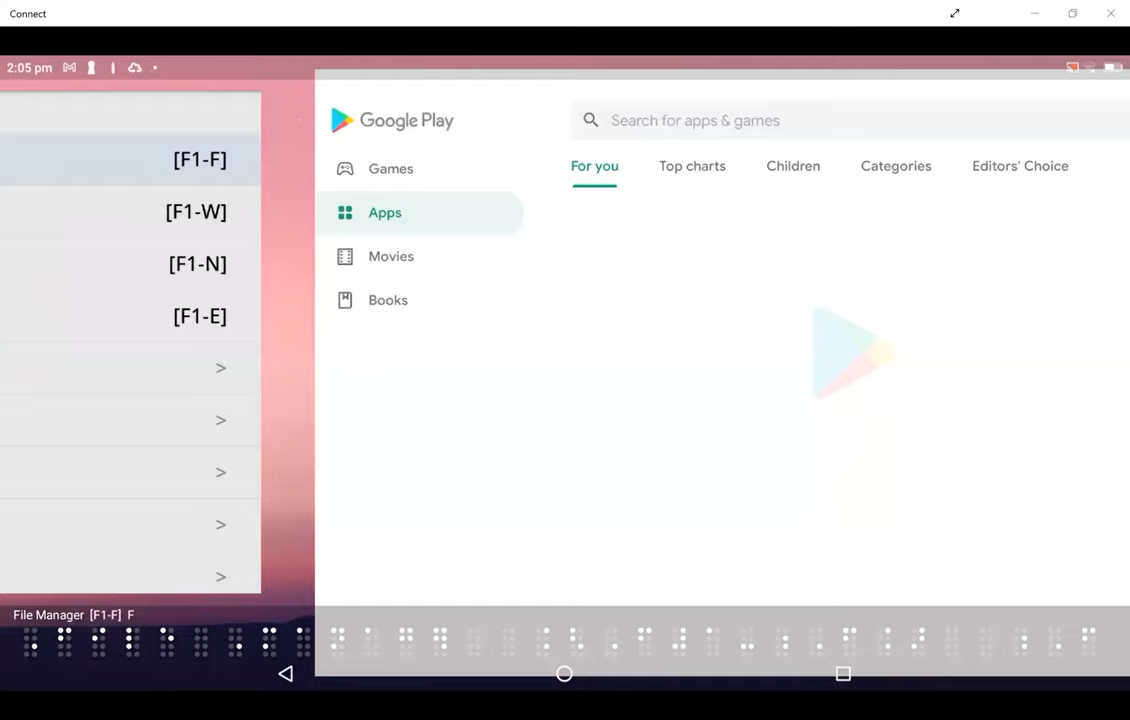 Connect
2:05 pm
Google Play
Search for apps & games
For you Top charts Children Categories Editors' Choice
Games
Apps
Movies
Books
[F1-F]
[F1-W]
[F1-N]
[F1-E]
>
>
>
>
>
File Manager [F1-F] F